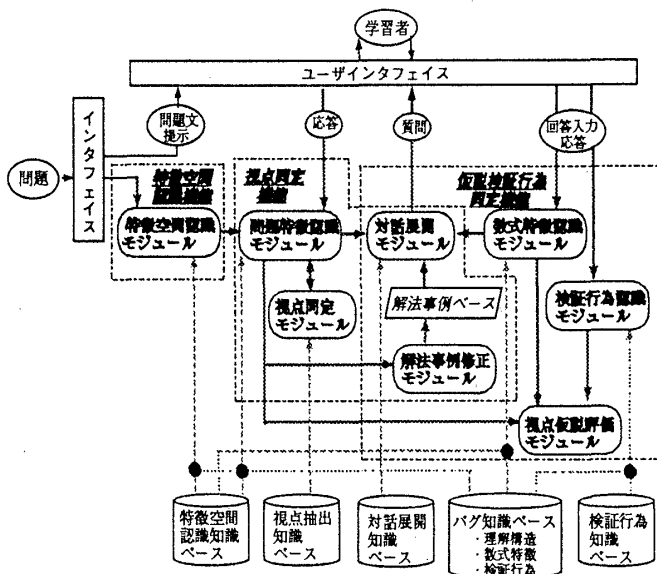 学習者
ユーザインタフェイス
インタフェイス
問題
問題文
提示
応答
質問
回答入力
応答
特徴空間
認識機能
視点同定
機能
仮説検証行為
同定機能
特徴空間認識
モジュール
問題特徴認識
モジュール
対話展開
モジュール
数式特徴認識
モジュール
視点同定
モジュール
解法事例ベース
検証行為認識
モジュール
解法事例修正
モジュール
視点仮説評価
モジュール
特徴空間
認識知識
ベース
視点抽出
知識
ベース
対話展開
知識
ベース
バグ知識ベース
・理解構造
・数式特徴
・検証行為
検証行為
知識
ベース